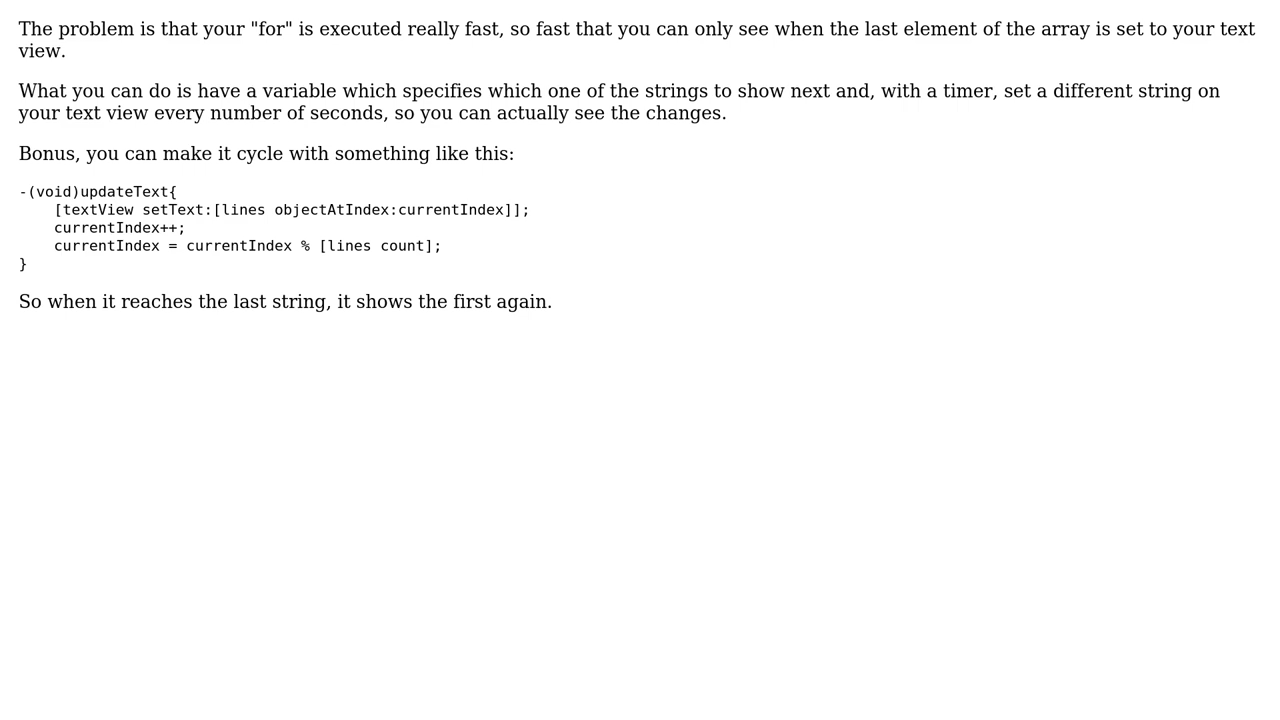 The problem is that your "for" is executed really fast, so fast that you can only see when the last element of the array is set to your text
view.
What you can do is have a variable which specifies which one of the strings to show next and, with a timer, set a different string on
your text view every number of seconds, so you can actually see the changes.
Bonus, you can make it cycle with something like this:
-(void)updateText{
    [textView setText:[lines objectAtIndex:currentIndex]];
    currentIndex++;
    currentIndex = currentIndex % [lines count];
}
So when it reaches the last string, it shows the first again.